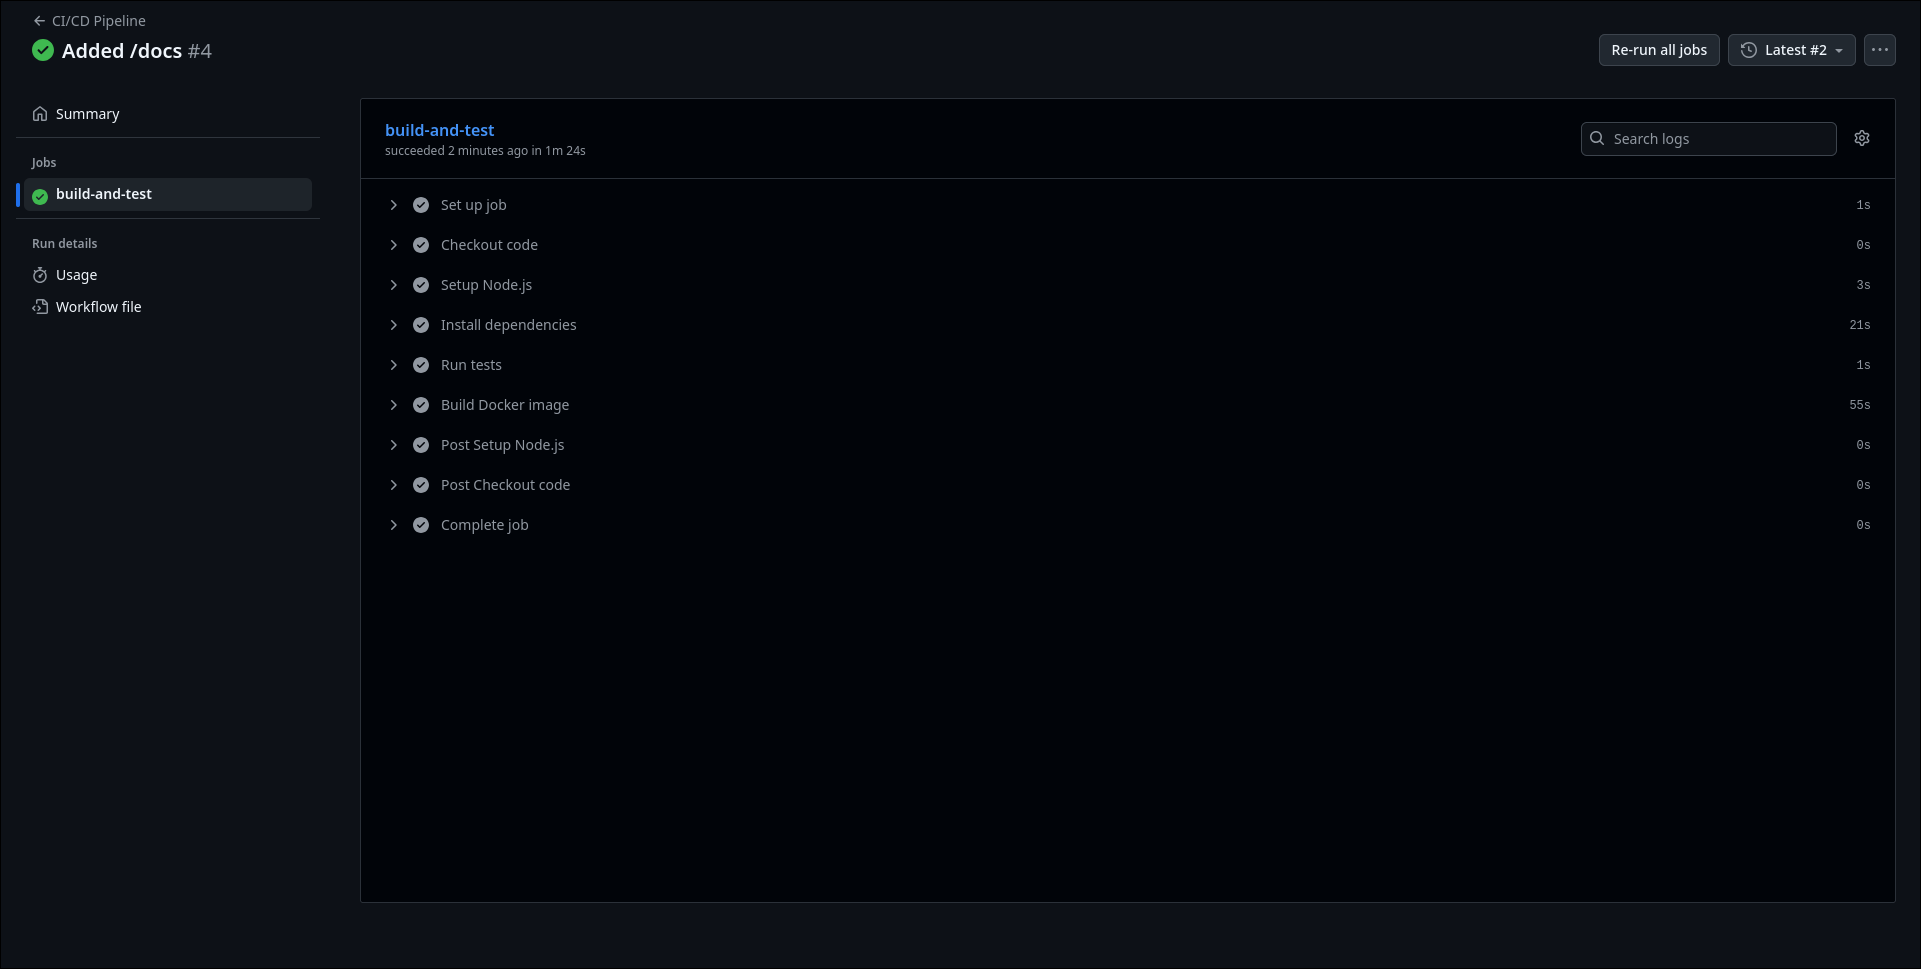 CI/CD Pipeline
Added /docs #4
Re-run all jobs
Latest #2
Summary
Jobs
build-and-test
Run details
Usage
Workflow file
build-and-test
succeeded 2 minutes ago in 1m 24s
Search logs
Set up job 1s
Checkout code 0s
Setup Node.js 3s
Install dependencies 21s
Run tests 1s
Build Docker image 55s
Post Setup Node.js 0s
Post Checkout code 0s
Complete job 0s